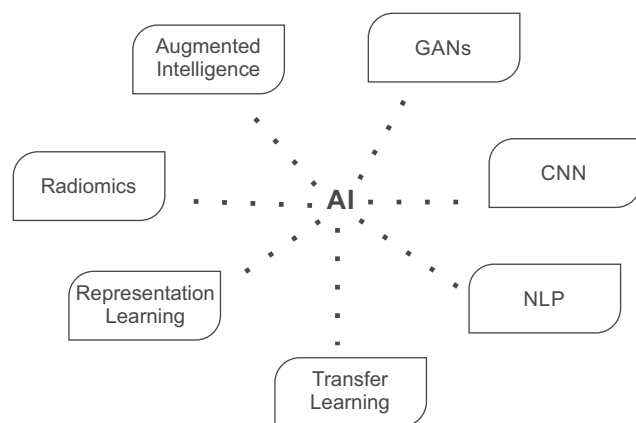 Augmented
Intelligence
GANs
Radiomics
AI
CNN
Representation
Learning
NLP
Transfer
Learning